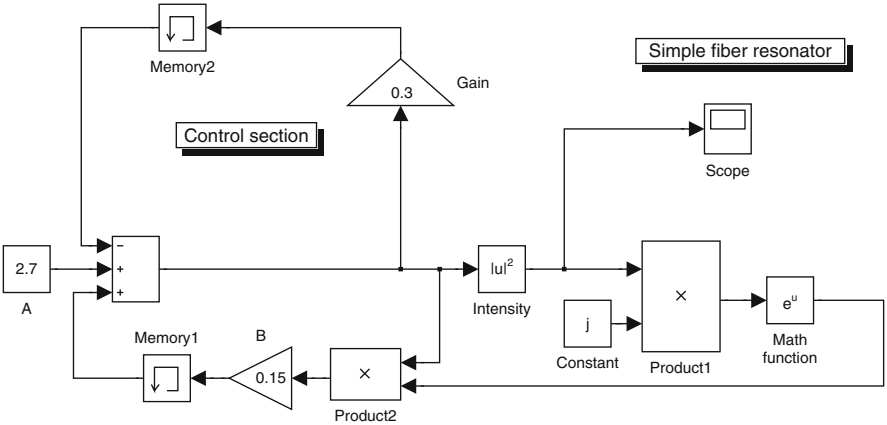 Memory2
Simple fiber resonator
Gain
0.3
Control section
Scope
−
2.7
+
+
A
|u|²
Intensity
×
j
Constant
Product1
eᵘ
Math
function
Memory1
B
0.15
×
Product2